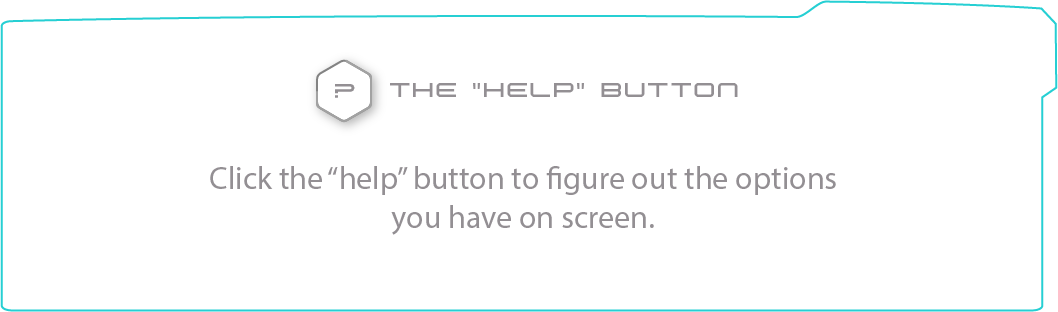 ? THE "HELP" BUTTON
Click the “help” button to figure out the options
you have on screen.